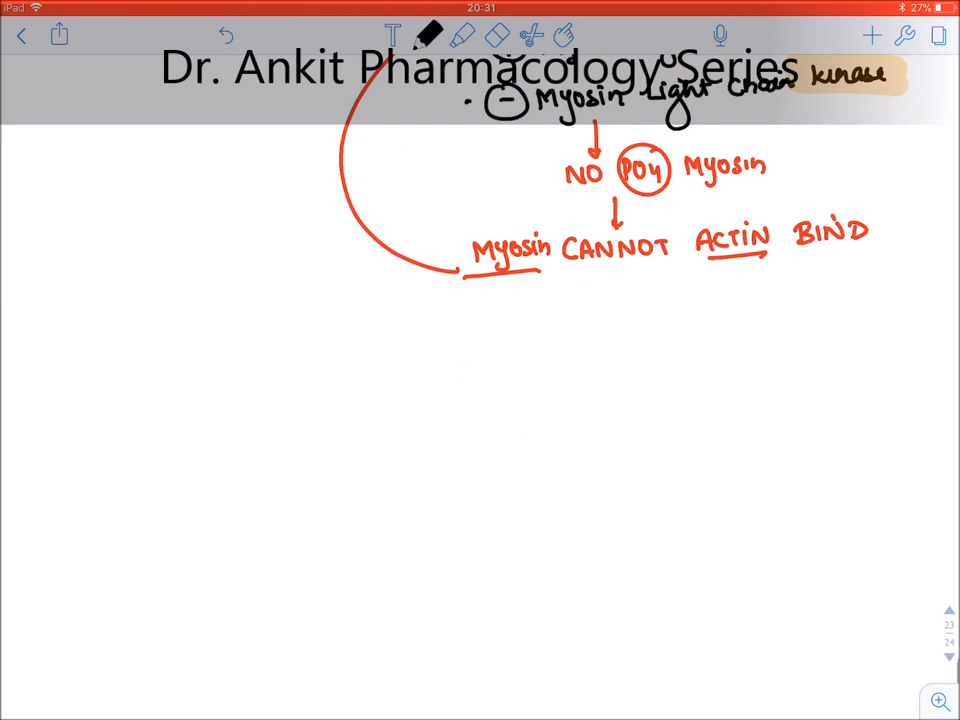 iPad 20:31 27%
Dr. Ankit Pharmacology Series
- Myosin Light Chain kinase
NO PO4 Myosin
Myosin CANNOT ACTIN BIND
23
24